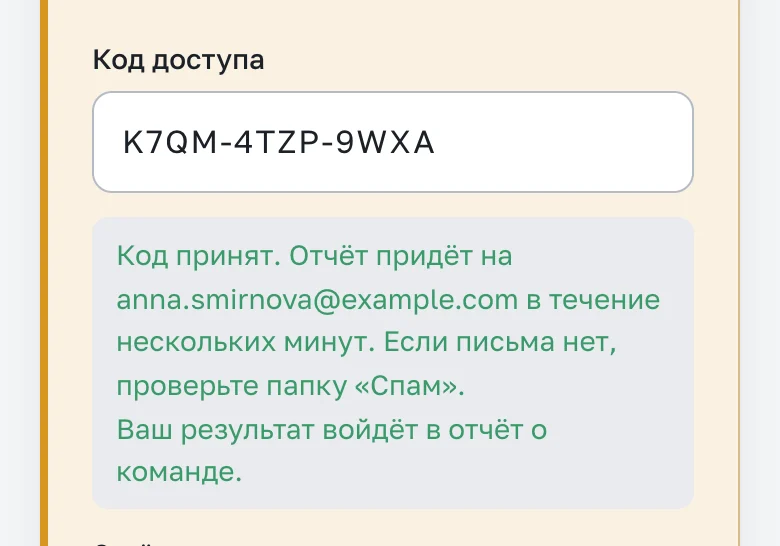 Код доступа
K7QM-4TZP-9WXA
Код принят. Отчёт придёт на
anna.smirnova@example.com в течение
нескольких минут. Если письма нет,
проверьте папку «Спам».
Ваш результат войдёт в отчёт о
команде.